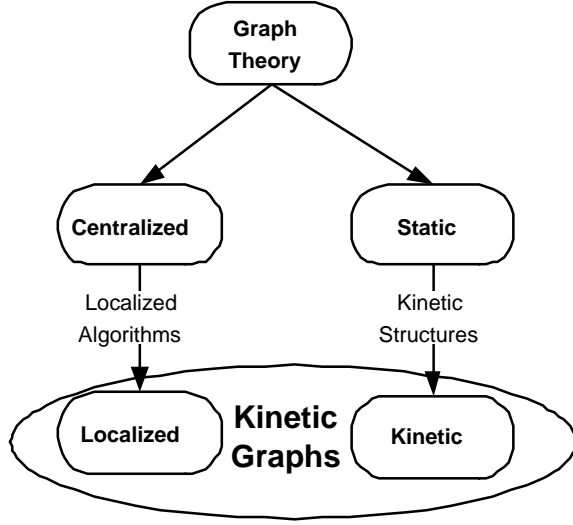 Graph
Theory
Centralized
Static
Localized
Algorithms
Kinetic
Structures
Localized
Kinetic
Graphs
Kinetic